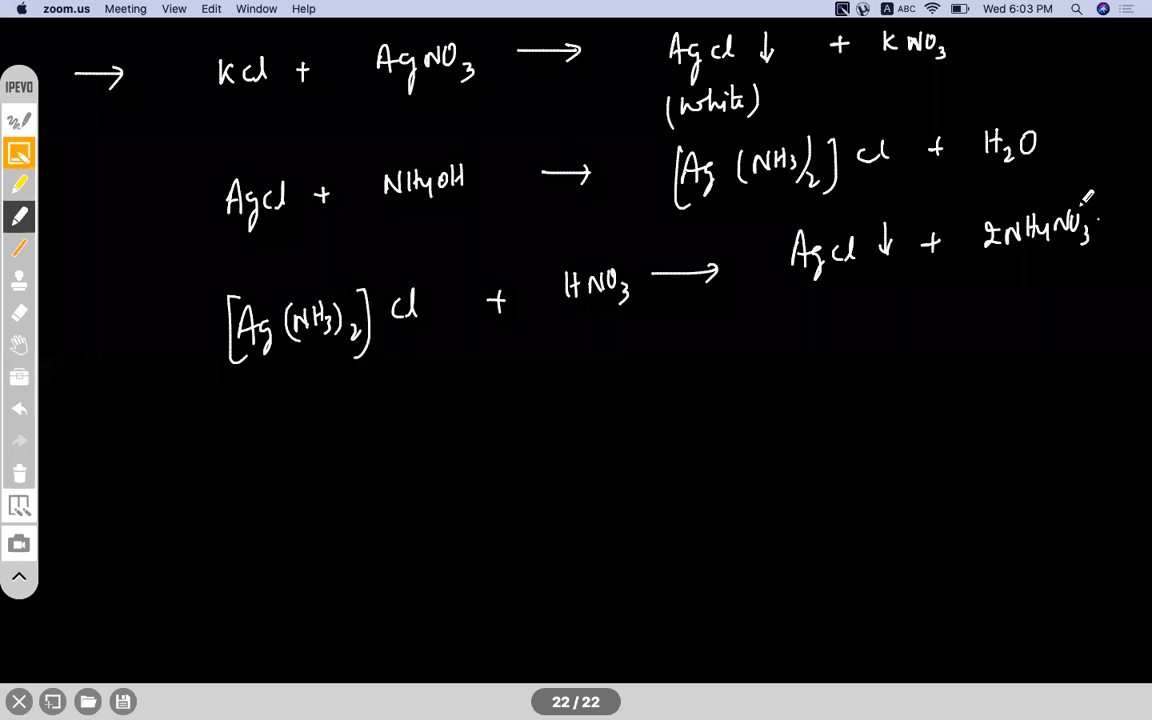 zoom.us Meeting View Edit Window Help A ABC Wed 6:03 PM
IPEVO
→ KCl + AgNO3 → AgCl ↓ + KNO3
(white)
AgCl + NH4OH → [Ag (NH3)2] Cl + H2O
[Ag (NH3)2] Cl + HNO3 → AgCl ↓ + 2NH4NO3.
22 / 22